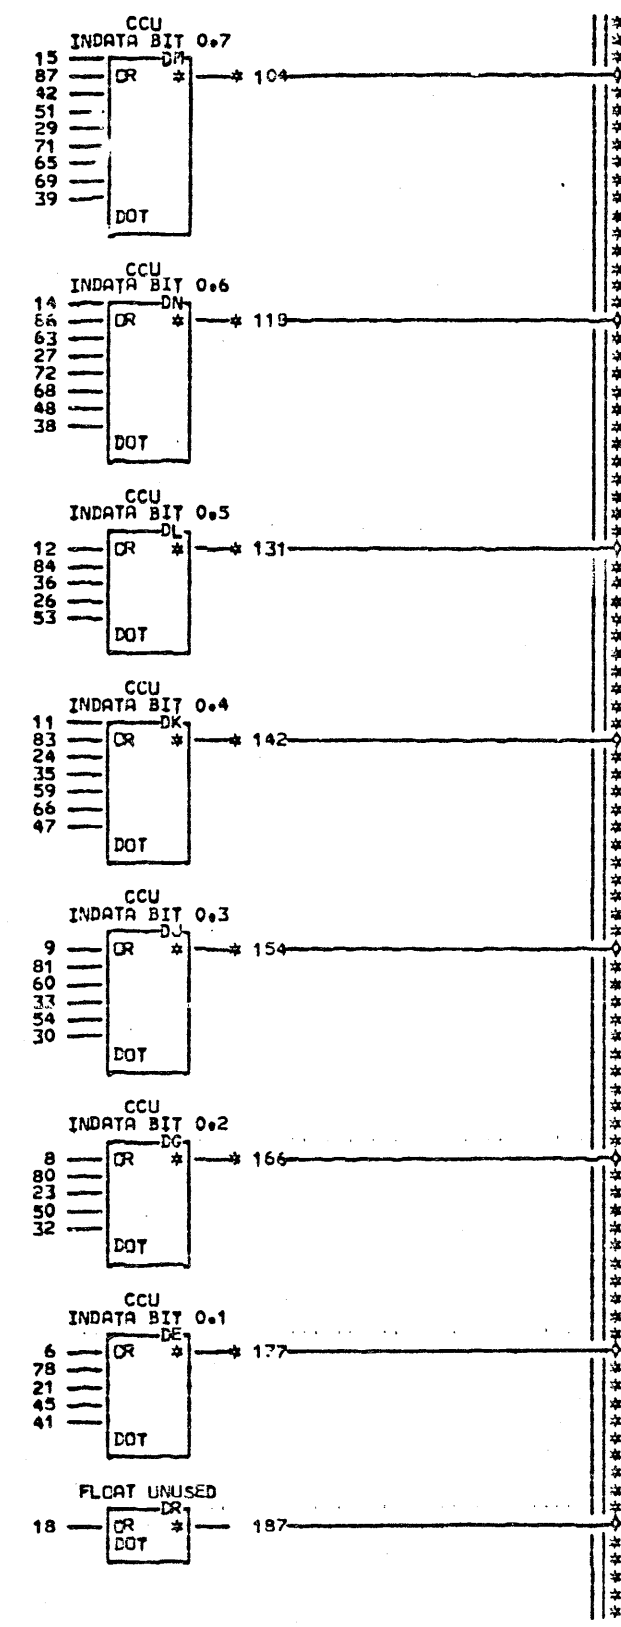 CCU
INDATA BIT 0.7
15 DM
87 OR * * 104
42
51
29
71
65
69
39
DOT
CCU
INDATA BIT 0.6
14 DN
OR * *
63
27
72
68
48
38
DOT
CCU
INDATA BIT 0.5
DL
12 OR * * 131
84
36
26
53
DOT
CCU
INDATA BIT 0.4
11 DK
83 OR * * 142
24
35
59
66
47
DOT
CCU
INDATA BIT 0.3
DJ
9 OR * * 154
81
60
33
54
30
DOT
CCU
INDATA BIT 0.2
DG
8 OR * * 166
80
23
50
32
DOT
CCU
INDATA BIT 0.1
DE
6 OR * * 177
78
21
45
41
DOT
FLOAT UNUSED
DR
18 OR * 187
DOT